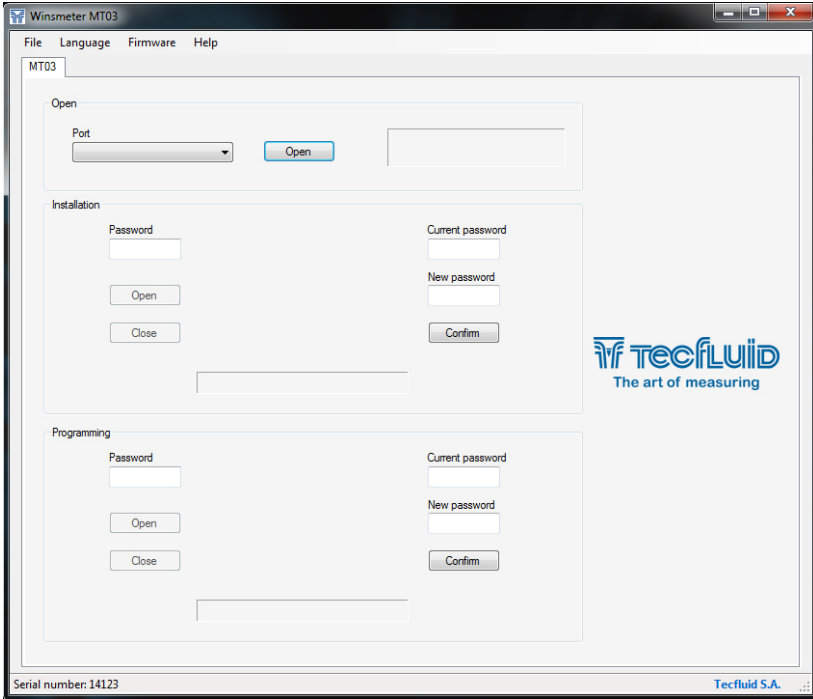 Winsmeter MT03
File Language Firmware Help
MT03
Open
Port
Open
Installation
Password Current password
New password
Open
Close Confirm
TECFLUID
The art of measuring
Programming
Password Current password
New password
Open
Close Confirm
Serial number: 14123 Tecfluid S.A.